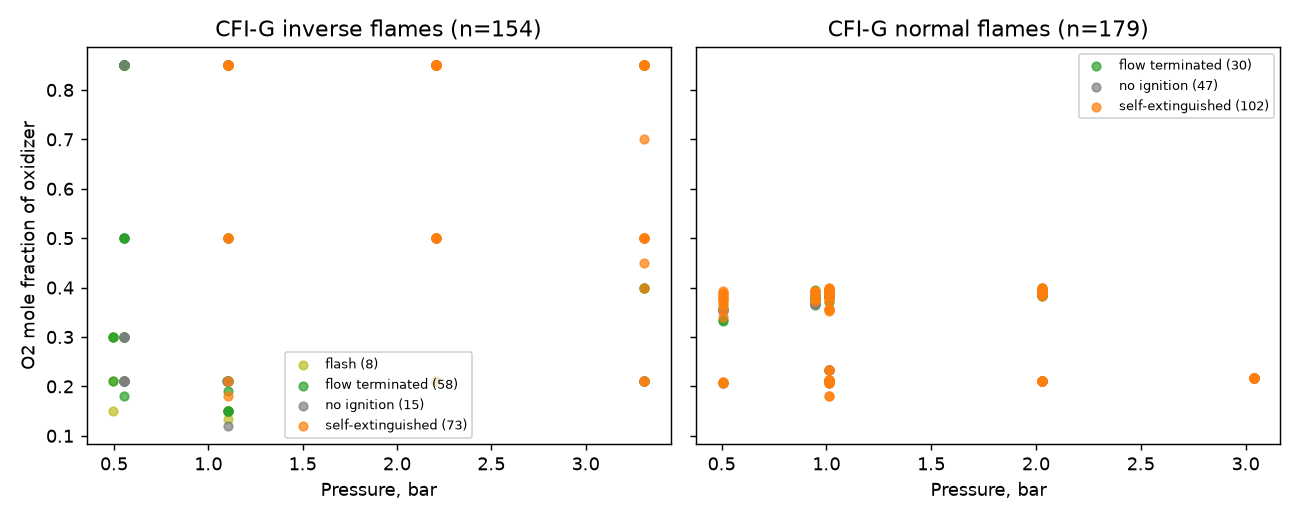 CFI-G inverse flames (n=154)
CFI-G normal flames (n=179)
O2 mole fraction of oxidizer
0.8
0.7
0.6
0.5
0.4
0.3
0.2
0.1
flash (8)
flow terminated (58)
no ignition (15)
self-extinguished (73)
0.5 1.0 1.5 2.0 2.5 3.0
Pressure, bar
flow terminated (30)
no ignition (47)
self-extinguished (102)
0.5 1.0 1.5 2.0 2.5 3.0
Pressure, bar